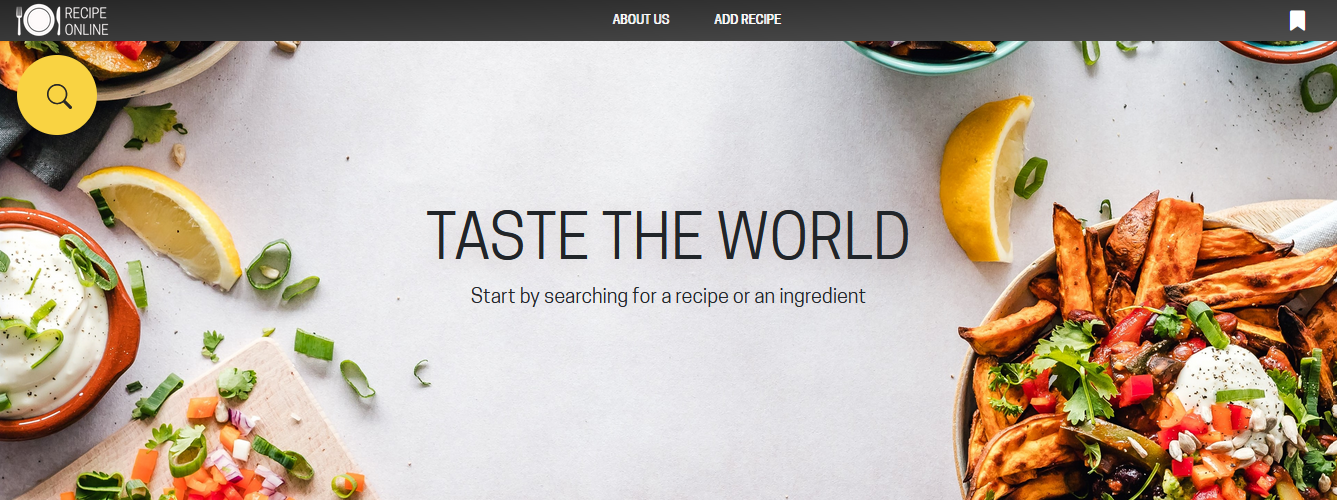 RECIPE
ONLINE
ABOUT US
ADD RECIPE
TASTE THE WORLD
Start by searching for a recipe or an ingredient